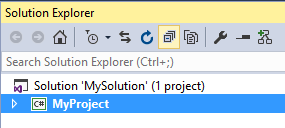 Solution Explorer
Search Solution Explorer (Ctrl+;)
Solution 'MySolution' (1 project)
C# MyProject